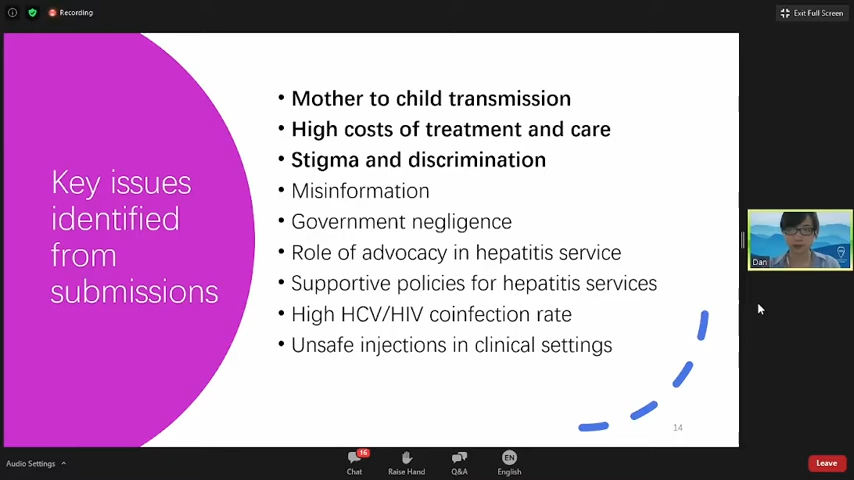 Recording
Exit Full Screen
Key issues
identified
from
submissions
• Mother to child transmission
• High costs of treatment and care
• Stigma and discrimination
• Misinformation
• Government negligence
• Role of advocacy in hepatitis service
• Supportive policies for hepatitis services
• High HCV/HIV coinfection rate
• Unsafe injections in clinical settings
14
Dan
Audio Settings
16
Chat
Raise Hand
Q&A
EN
English
Leave